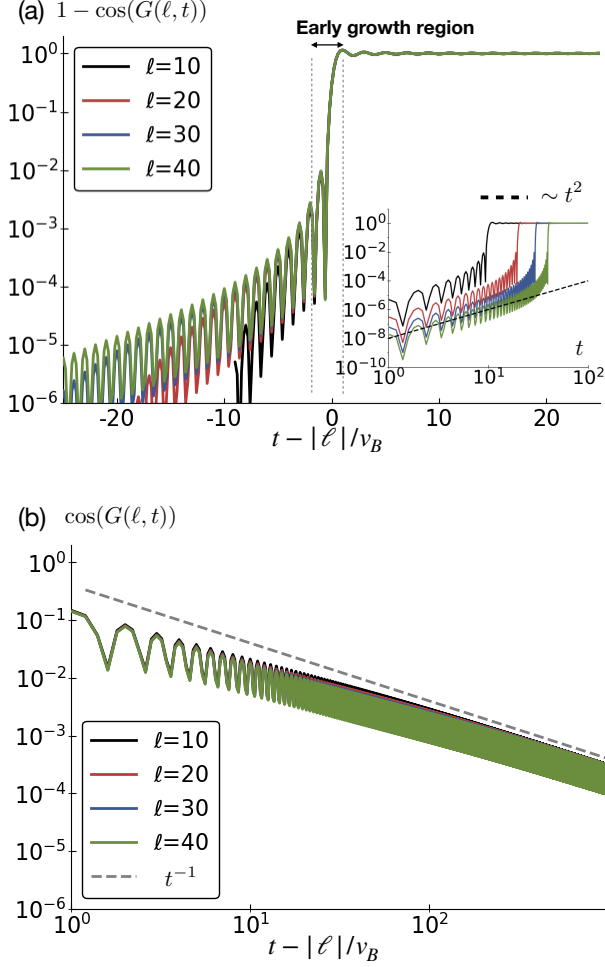 (a) 1 − cos(G(ℓ, t))
Early growth region
10^0
10^-1
10^-2
10^-3
10^-4
10^-5
10^-6
ℓ=10
ℓ=20
ℓ=30
ℓ=40
∼ t^2
10^0
10^-2
10^-4
10^-6
10^-8
10^-10
10^0 10^1 10^2
t
-20 -10 0 10 20
t − |ℓ|/v_B
(b) cos(G(ℓ, t))
10^0
10^-1
10^-2
10^-3
10^-4
10^-5
10^-6
ℓ=10
ℓ=20
ℓ=30
ℓ=40
t^-1
10^0 10^1 10^2
t − |ℓ|/v_B